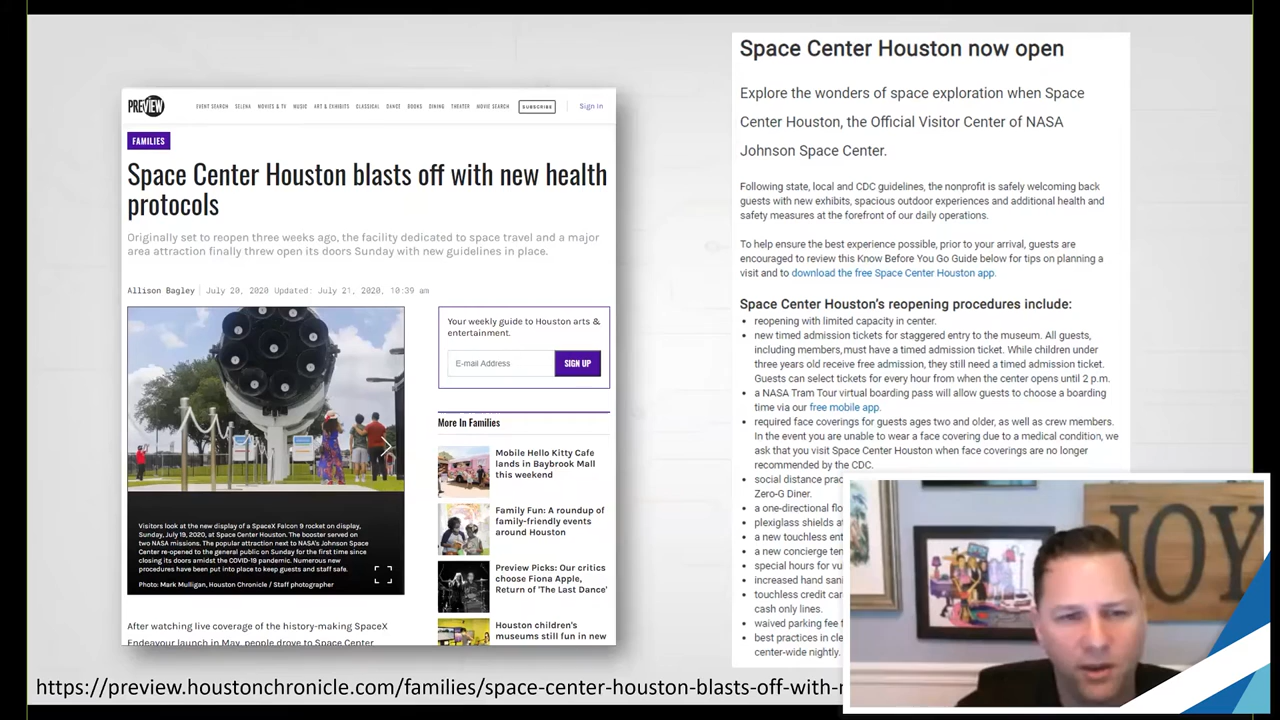 PREVIEW
EVENT SEARCH SELENA MOVIES & TV MUSIC ART & EXHIBITS CLASSICAL DANCE BOOKS DINING THEATER MOVIE SEARCH SUBSCRIBE Sign In
FAMILIES
Space Center Houston blasts off with new health
protocols
Originally set to reopen three weeks ago, the facility dedicated to space travel and a major
area attraction finally threw open its doors Sunday with new guidelines in place.
Allison Bagley July 20, 2020 Updated: July 21, 2020, 10:39 am
Visitors look at the new display of a SpaceX Falcon 9 rocket on display,
Sunday, July 19, 2020, at Space Center Houston. The booster served on
two NASA missions. The popular attraction next to NASA's Johnson Space
Center re-opened to the general public on Sunday for the first time since
closing its doors amidst the COVID-19 pandemic. Numerous new
procedures have been put into place to keep guests and staff safe.
Photo: Mark Mulligan, Houston Chronicle / Staff photographer
After watching live coverage of the history-making SpaceX
Endeavour launch in May, people drove to Space Center
Your weekly guide to Houston arts &
entertainment.
E-mail Address SIGN UP
More In Families
Mobile Hello Kitty Cafe
lands in Baybrook Mall
this weekend
Family Fun: A roundup of
family-friendly events
around Houston
Preview Picks: Our critics
choose Fiona Apple,
Return of 'The Last Dance'
Houston children's
museums still fun in new
Space Center Houston now open
Explore the wonders of space exploration when Space
Center Houston, the Official Visitor Center of NASA
Johnson Space Center.
Following state, local and CDC guidelines, the nonprofit is safely welcoming back
guests with new exhibits, spacious outdoor experiences and additional health and
safety measures at the forefront of our daily operations.
To help ensure the best experience possible, prior to your arrival, guests are
encouraged to review this Know Before You Go Guide below for tips on planning a
visit and to download the free Space Center Houston app.
Space Center Houston's reopening procedures include:
• reopening with limited capacity in center.
• new timed admission tickets for staggered entry to the museum. All guests,
including members, must have a timed admission ticket. While children under
three years old receive free admission, they still need a timed admission ticket.
Guests can select tickets for every hour from when the center opens until 2 p.m.
• a NASA Tram Tour virtual boarding pass will allow guests to choose a boarding
time via our free mobile app.
• required face coverings for guests ages two and older, as well as crew members.
In the event you are unable to wear a face covering due to a medical condition, we
ask that you visit Space Center Houston when face coverings are no longer
recommended by the CDC.
• social distance prac
Zero-G Diner.
• a one-directional flo
• plexiglass shields at
• a new touchless ent
• a new concierge ten
• special hours for vu
• increased hand sani
• touchless credit car
cash only lines.
• waived parking fee f
• best practices in cle
center-wide nightly.
JOY
https://preview.houstonchronicle.com/families/space-center-houston-blasts-off-with-